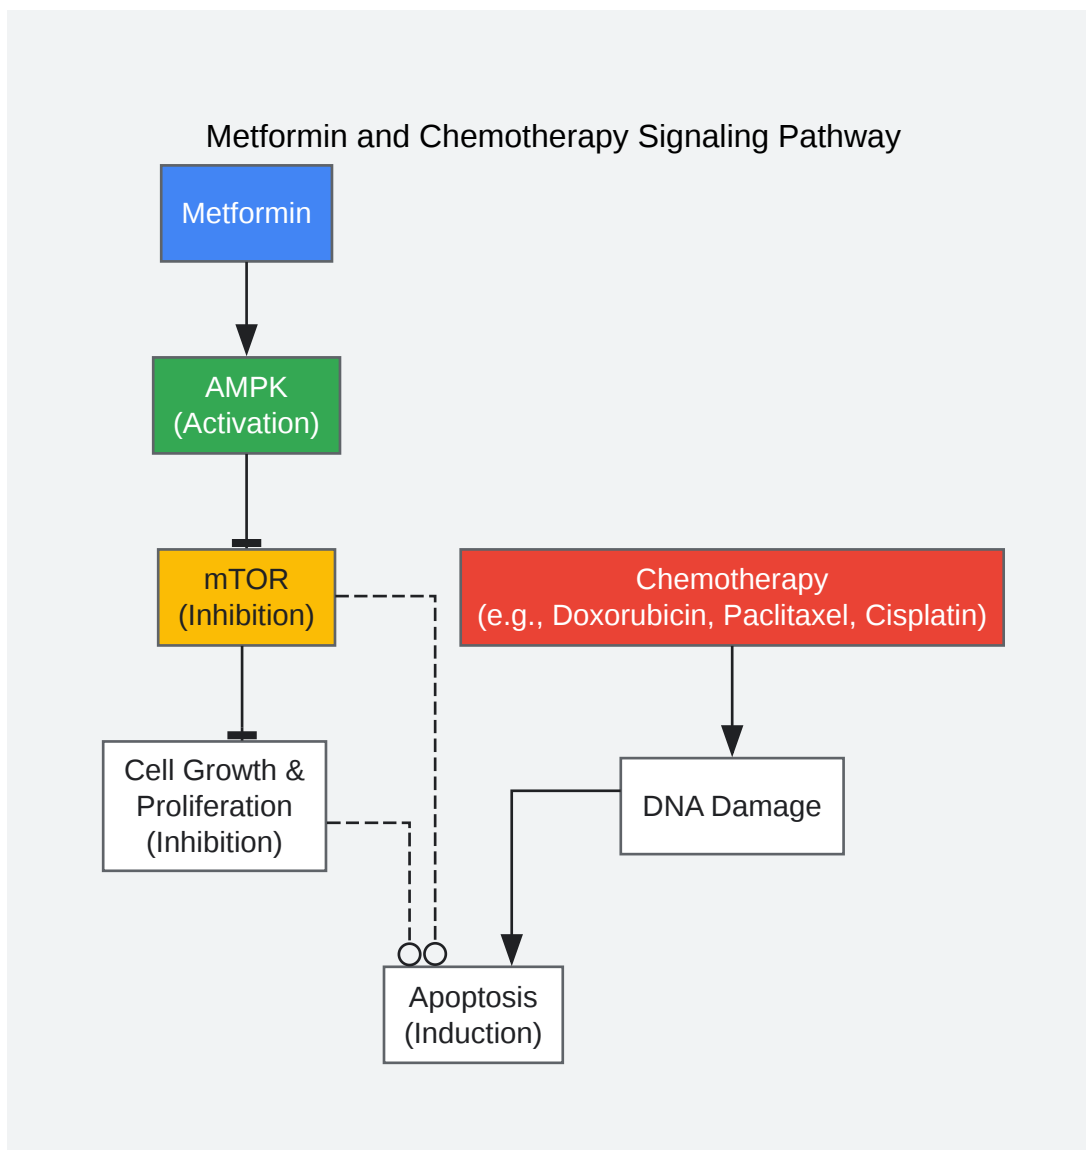 Metformin and Chemotherapy Signaling Pathway
Metformin
AMPK
(Activation)
mTOR
(Inhibition)
Chemotherapy
(e.g., Doxorubicin, Paclitaxel, Cisplatin)
Cell Growth &
Proliferation
(Inhibition)
DNA Damage
Apoptosis
(Induction)